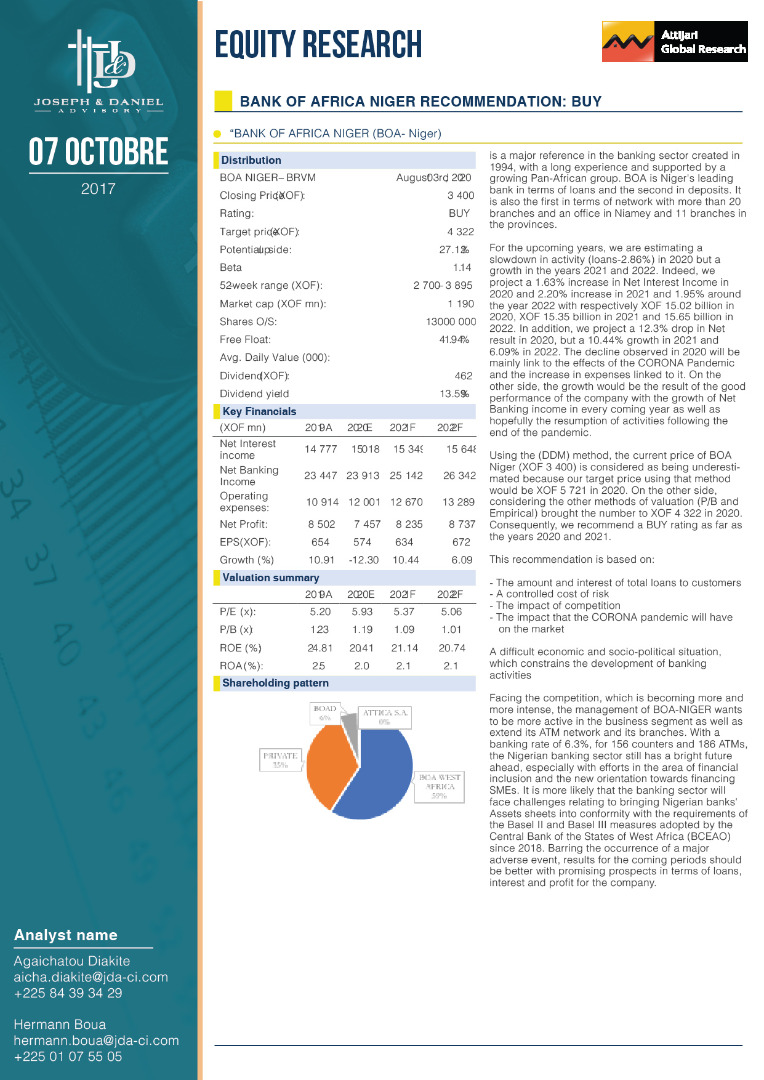 JOSEPH & DANIEL
ADVISORY
07 OCTOBRE
2017
EQUITY RESEARCH
Attijari
Global Research
BANK OF AFRICA NIGER RECOMMENDATION: BUY
“BANK OF AFRICA NIGER (BOA- Niger)
Distribution
BOA NIGER– BRVM August 03rd, 2020
Closing Price (XOF): 3 400
Rating: BUY
Target price (XOF): 4 322
Potential upside: 27.12%
Beta 1.14
52-week range (XOF): 2 700- 3 895
Market cap (XOF mn): 1 190
Shares O/S: 13000 000
Free Float: 41.94%
Avg. Daily Value (000):
Dividend (XOF): 462
Dividend yield 13.59%
Key Financials
(XOF mn) 2019A 2020E 2021F 2022F
Net Interest
income 14 777 15018 15 349 15 648
Net Banking
Income 23 447 23 913 25 142 26 342
Operating
expenses: 10 914 12 001 12 670 13 289
Net Profit: 8 502 7 457 8 235 8 737
EPS(XOF): 654 574 634 672
Growth (%) 10.91 -12.30 10.44 6.09
Valuation summary
2019A 2020E 2021F 2022F
P/E (x): 5.20 5.93 5.37 5.06
P/B (x) 1.23 1.19 1.09 1.01
ROE (%) 24.81 20.41 21.14 20.74
ROA(%): 2.5 2.0 2.1 2.1
Shareholding pattern
BOAD
6%
ATTICA S.A.
0%
PRIVATE
35%
BOA WEST
AFRICA
59%
is a major reference in the banking sector created in
1994, with a long experience and supported by a
growing Pan-African group. BOA is Niger's leading
bank in terms of loans and the second in deposits. It
is also the first in terms of network with more than 20
branches and an office in Niamey and 11 branches in
the provinces.
For the upcoming years, we are estimating a
slowdown in activity (loans-2.86%) in 2020 but a
growth in the years 2021 and 2022. Indeed, we
project a 1.63% increase in Net Interest Income in
2020 and 2.20% increase in 2021 and 1.95% around
the year 2022 with respectively XOF 15.02 billion in
2020, XOF 15.35 billion in 2021 and 15.65 billion in
2022. In addition, we project a 12.3% drop in Net
result in 2020, but a 10.44% growth in 2021 and
6.09% in 2022. The decline observed in 2020 will be
mainly link to the effects of the CORONA Pandemic
and the increase in expenses linked to it. On the
other side, the growth would be the result of the good
performance of the company with the growth of Net
Banking income in every coming year as well as
hopefully the resumption of activities following the
end of the pandemic.
Using the (DDM) method, the current price of BOA
Niger (XOF 3 400) is considered as being underesti-
mated because our target price using that method
would be XOF 5 721 in 2020. On the other side,
considering the other methods of valuation (P/B and
Empirical) brought the number to XOF 4 322 in 2020.
Consequently, we recommend a BUY rating as far as
the years 2020 and 2021.
This recommendation is based on:
- The amount and interest of total loans to customers
- A controlled cost of risk
- The impact of competition
- The impact that the CORONA pandemic will have
on the market
A difficult economic and socio-political situation,
which constrains the development of banking
activities
Facing the competition, which is becoming more and
more intense, the management of BOA-NIGER wants
to be more active in the business segment as well as
extend its ATM network and its branches. With a
banking rate of 6.3%, for 156 counters and 186 ATMs,
the Nigerian banking sector still has a bright future
ahead, especially with efforts in the area of financial
inclusion and the new orientation towards financing
SMEs. It is more likely that the banking sector will
face challenges relating to bringing Nigerian banks'
Assets sheets into conformity with the requirements of
the Basel II and Basel III measures adopted by the
Central Bank of the States of West Africa (BCEAO)
since 2018. Barring the occurrence of a major
adverse event, results for the coming periods should
be better with promising prospects in terms of loans,
interest and profit for the company.
Analyst name
Agaichatou Diakite
aicha.diakite@jda-ci.com
+225 84 39 34 29
Hermann Boua
hermann.boua@jda-ci.com
+225 01 07 55 05